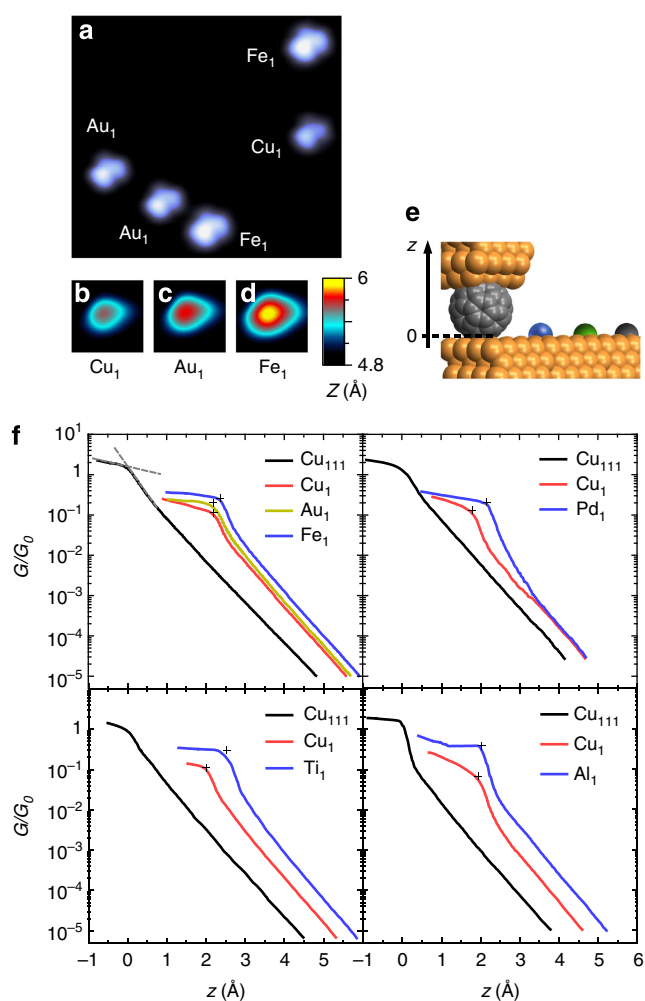 a
Fe1
Au1
Cu1
Au1
Fe1
b
c
d
6
4.8
Z (Å)
Cu1
Au1
Fe1
e
z
0
f
10^1
1
10^-1
10^-2
10^-3
10^-4
10^-5
G/G0
Cu111
Cu1
Au1
Fe1
Cu111
Cu1
Pd1
1
10^-1
10^-2
10^-3
10^-4
10^-5
G/G0
Cu111
Cu1
Ti1
Cu111
Cu1
Al1
–1 0 1 2 3 4 5 –1 0 1 2 3 4 5 6
z (Å) z (Å)